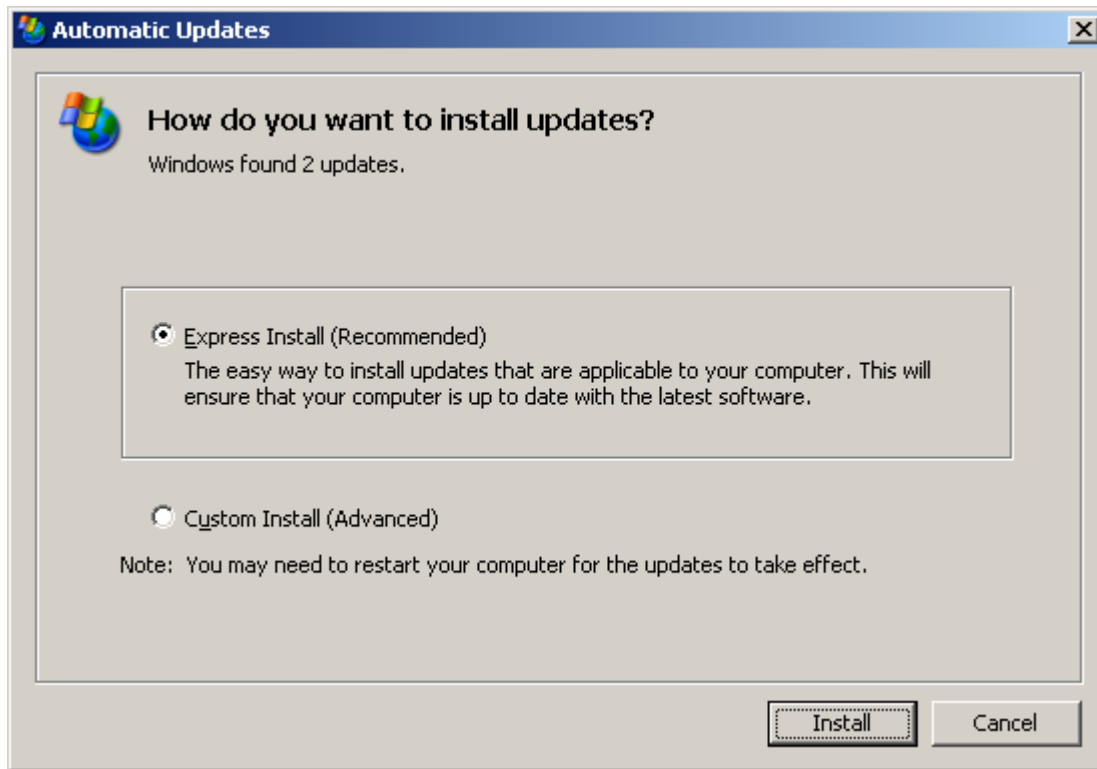 Automatic Updates
How do you want to install updates?
Windows found 2 updates.
Express Install (Recommended)
The easy way to install updates that are applicable to your computer. This will
ensure that your computer is up to date with the latest software.
Custom Install (Advanced)
Note: You may need to restart your computer for the updates to take effect.
Install
Cancel